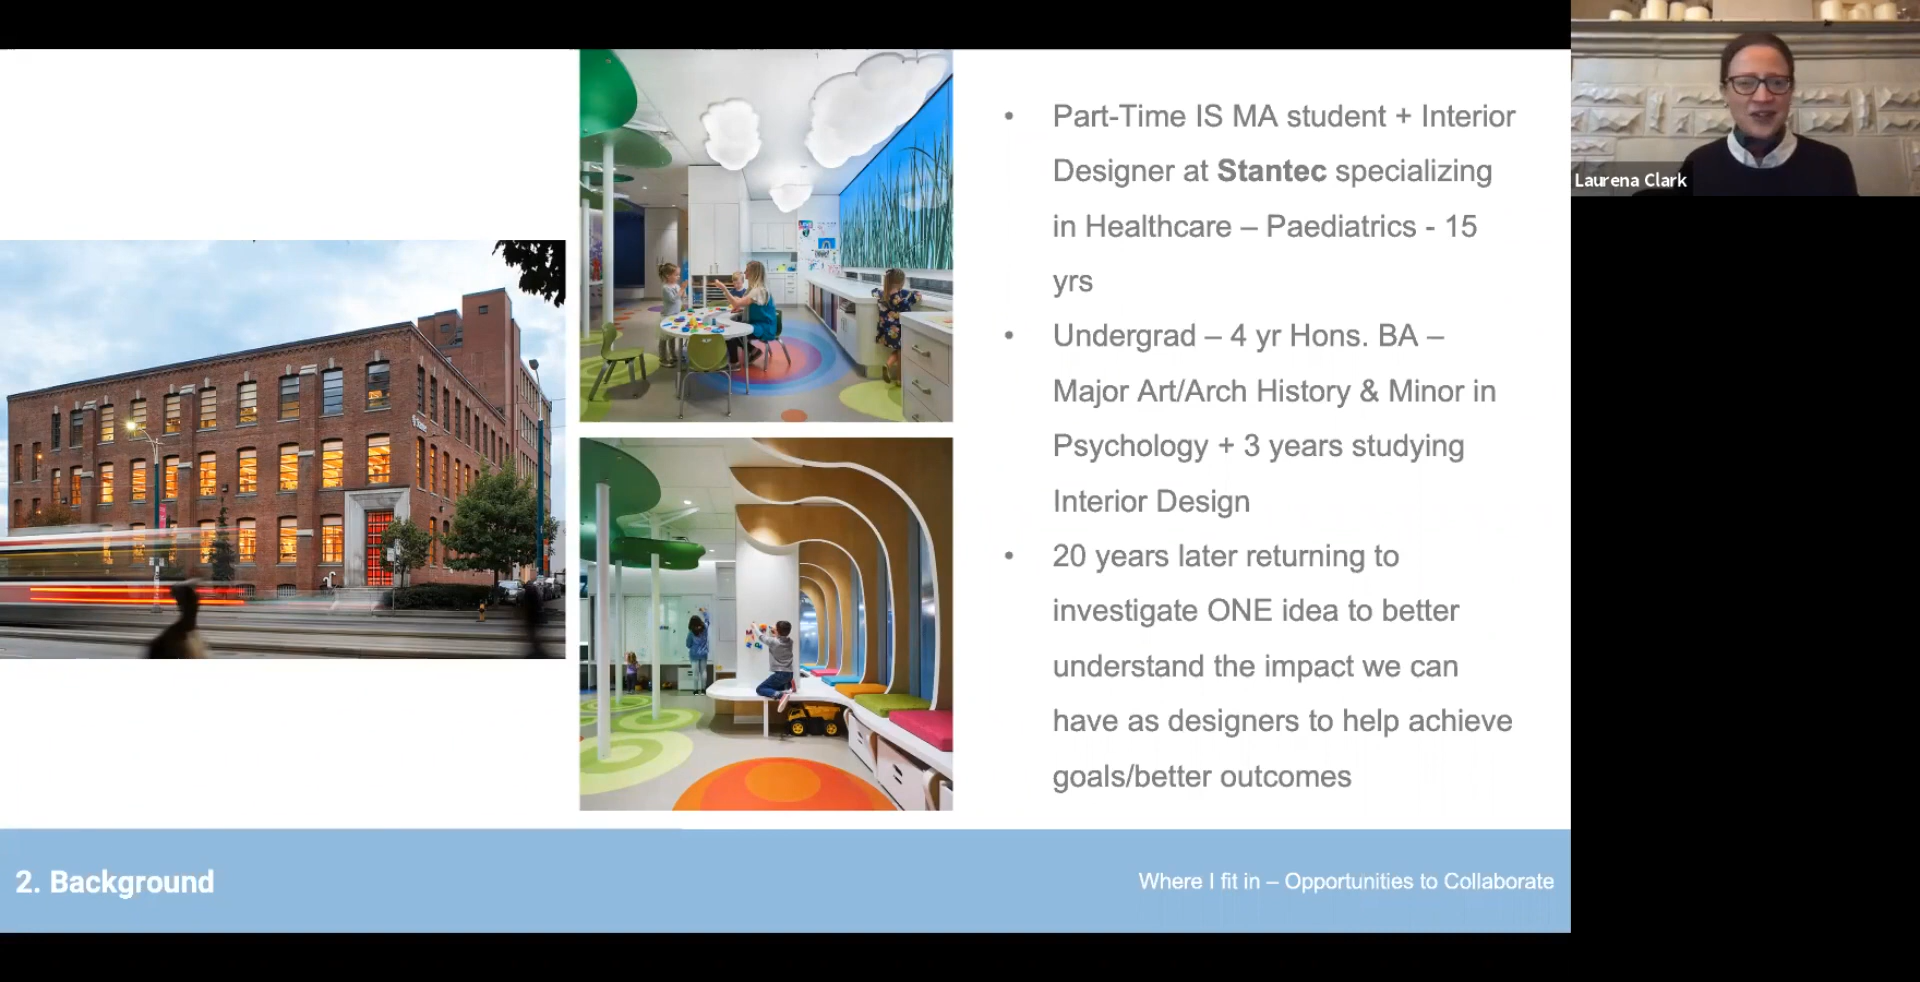 • Part-Time IS MA student + Interior
Designer at Stantec specializing
in Healthcare – Paediatrics - 15
yrs
• Undergrad – 4 yr Hons. BA –
Major Art/Arch History & Minor in
Psychology + 3 years studying
Interior Design
• 20 years later returning to
investigate ONE idea to better
understand the impact we can
have as designers to help achieve
goals/better outcomes
2. Background
Where I fit in – Opportunities to Collaborate
Laurena Clark
Stantec